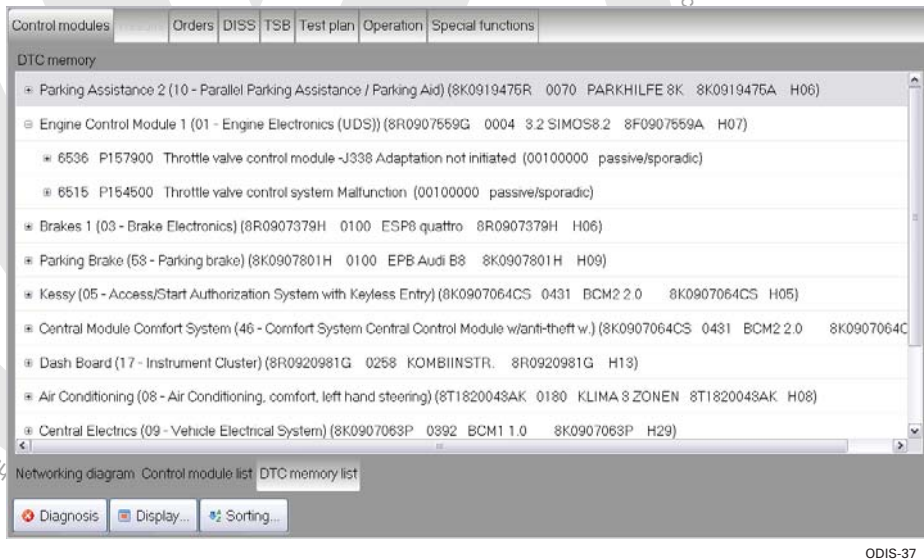 Control modules Orders DISS TSB Test plan Operation Special functions
DTC memory
Parking Assistance 2 (10 - Parallel Parking Assistance / Parking Aid) (8K0919475R 0070 PARKHILFE 8K 8K0919475A H06)
Engine Control Module 1 (01 - Engine Electronics (UDS)) (8R0907559G 0004 3.2 SIMOS8.2 8F0907559A H07)
6536 P157900 Throttle valve control module -J338 Adaptation not initiated (00100000 passive/sporadic)
6515 P154500 Throttle valve control system Malfunction (00100000 passive/sporadic)
Brakes 1 (03 - Brake Electronics) (8R0907379H 0100 ESP8 quattro 8R0907379H H06)
Parking Brake (53 - Parking brake) (8K0907801H 0100 EPB Audi B8 8K0907801H H09)
Kessy (05 - Access/Start Authorization System with Keyless Entry) (8K0907064CS 0431 BCM2 2.0 8K0907064CS H05)
Central Module Comfort System (46 - Comfort System Central Control Module w/anti-theft w.) (8K0907064CS 0431 BCM2 2.0 8K0907064C
Dash Board (17 - Instrument Cluster) (8R0920981G 0258 KOMBIINSTR. 8R0920981G H13)
Air Conditioning (08 - Air Conditioning, comfort, left hand steering) (8T1820043AK 0180 KLIMA 3 ZONEN 8T1820043AK H08)
Central Electrics (09 - Vehicle Electrical System) (8K0907063P 0392 BCM1 1.0 8K0907063P H29)
Networking diagram Control module list DTC memory list
Diagnosis Display... Sorting...
ODIS-37